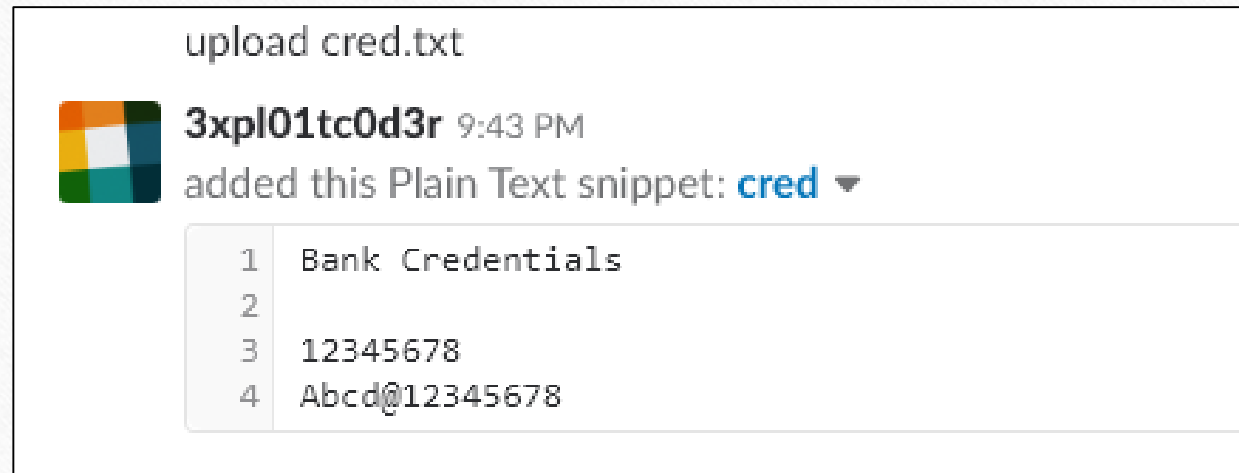 upload cred.txt
3xpl01tc0d3r 9:43 PM
added this Plain Text snippet: cred
1 Bank Credentials
2
3 12345678
4 Abcd@12345678